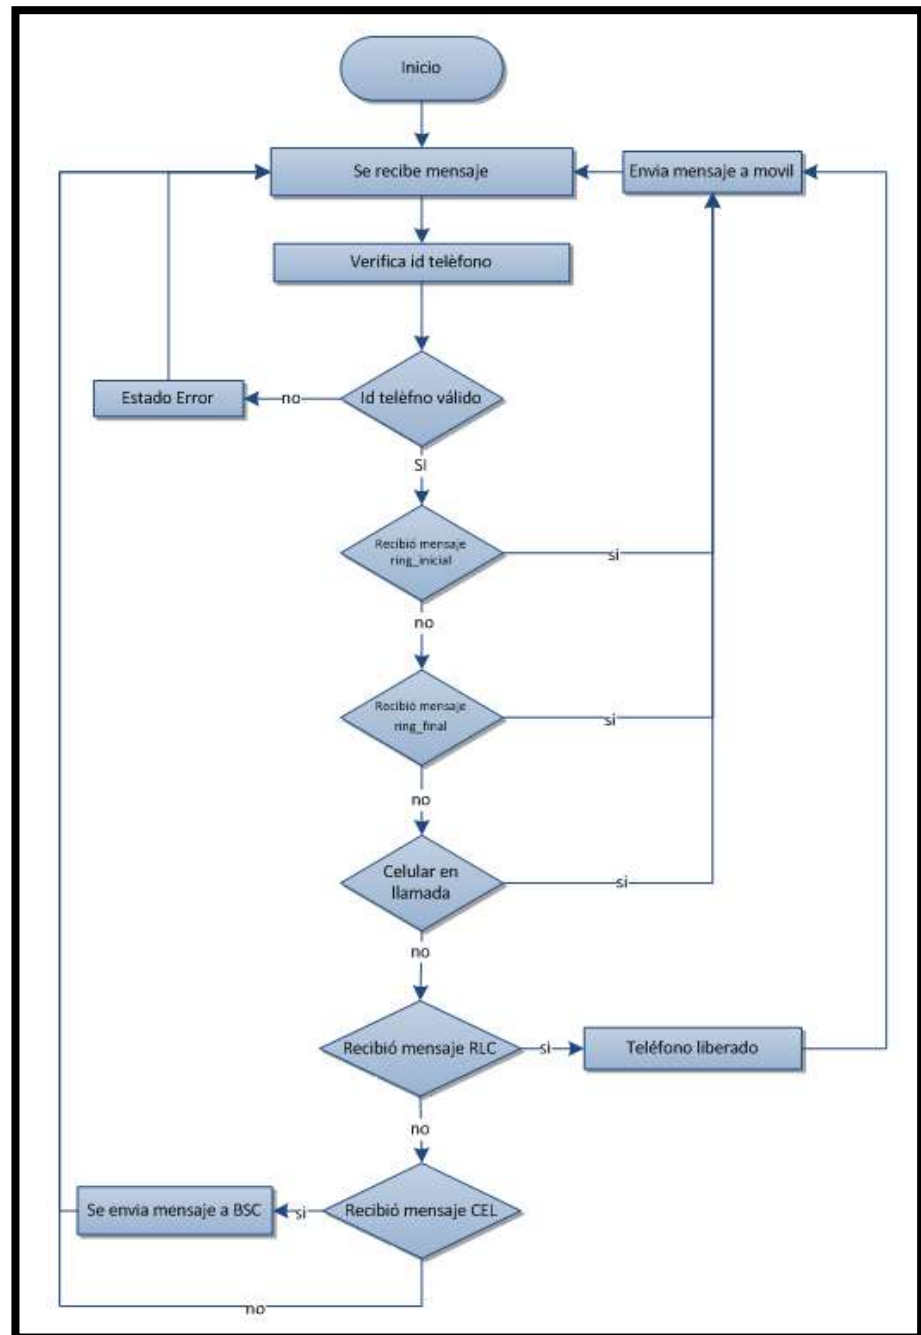 Inicio
Se recibe mensaje
Envia mensaje a movil
Verifica id telèfono
Estado Error
no
Id telèfno válido
SI
Recibió mensaje
ring_inicial
si
no
Recibió mensaje
ring_final
si
no
Celular en
llamada
si
no
Recibió mensaje RLC
si
Teléfono liberado
no
Se envia mensaje a BSC
si
Recibió mensaje CEL
no